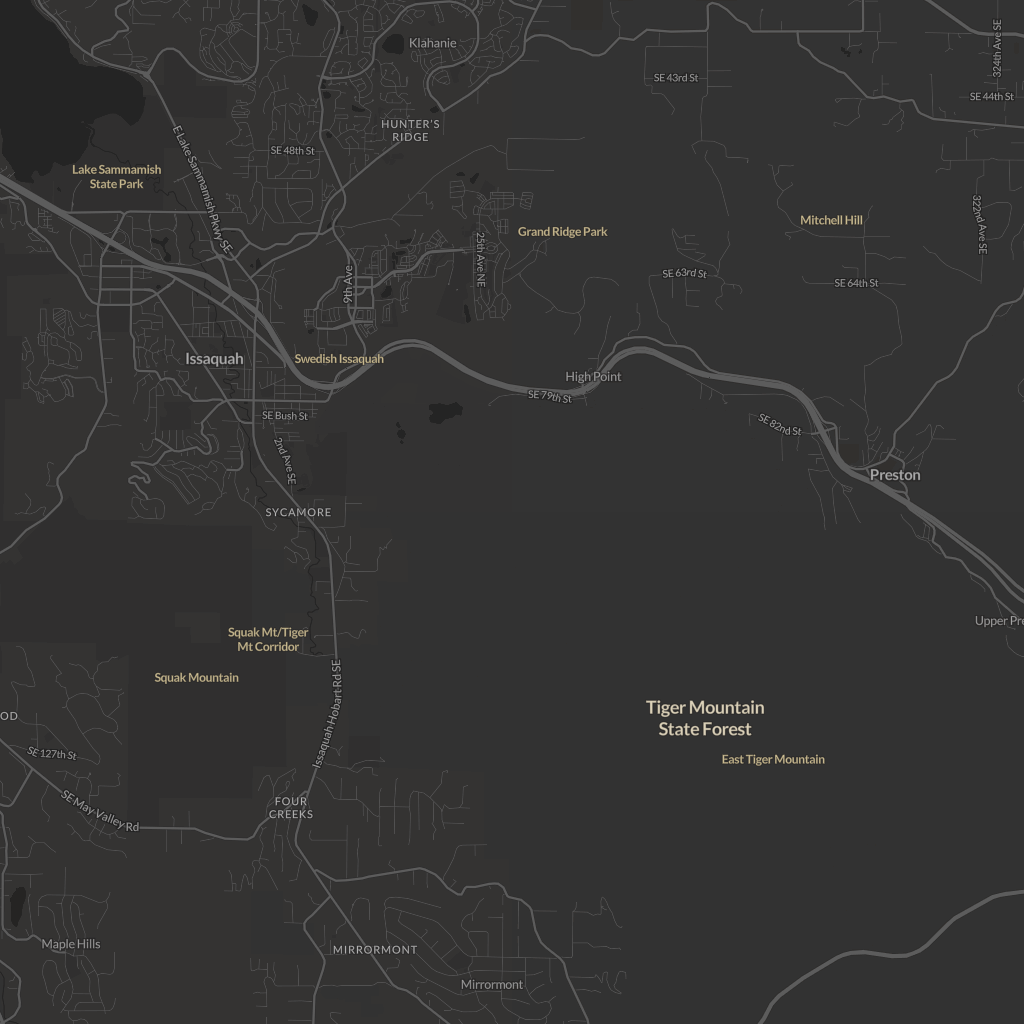 Klahanie
324th Ave SE
SE 43rd St
SE 44th St
HUNTER'S
RIDGE
E Lake Sammamish Pkwy SE
SE 48th St
Lake Sammamish
State Park
Mitchell Hill
322nd Ave SE
Grand Ridge Park
25th Ave NE
9th Ave
SE 63rd St
SE 64th St
Issaquah
Swedish Issaquah
High Point
SE 79th St
SE Bush St
SE 82nd St
2nd Ave SE
Preston
SYCAMORE
Upper Pre
Squak Mt/Tiger
Mt Corridor
Squak Mountain
Issaquah Hobart Rd SE
Tiger Mountain
State Forest
OD
SE 127th St
East Tiger Mountain
SE May Valley Rd
FOUR
CREEKS
Maple Hills
MIRRORMONT
Mirrormont